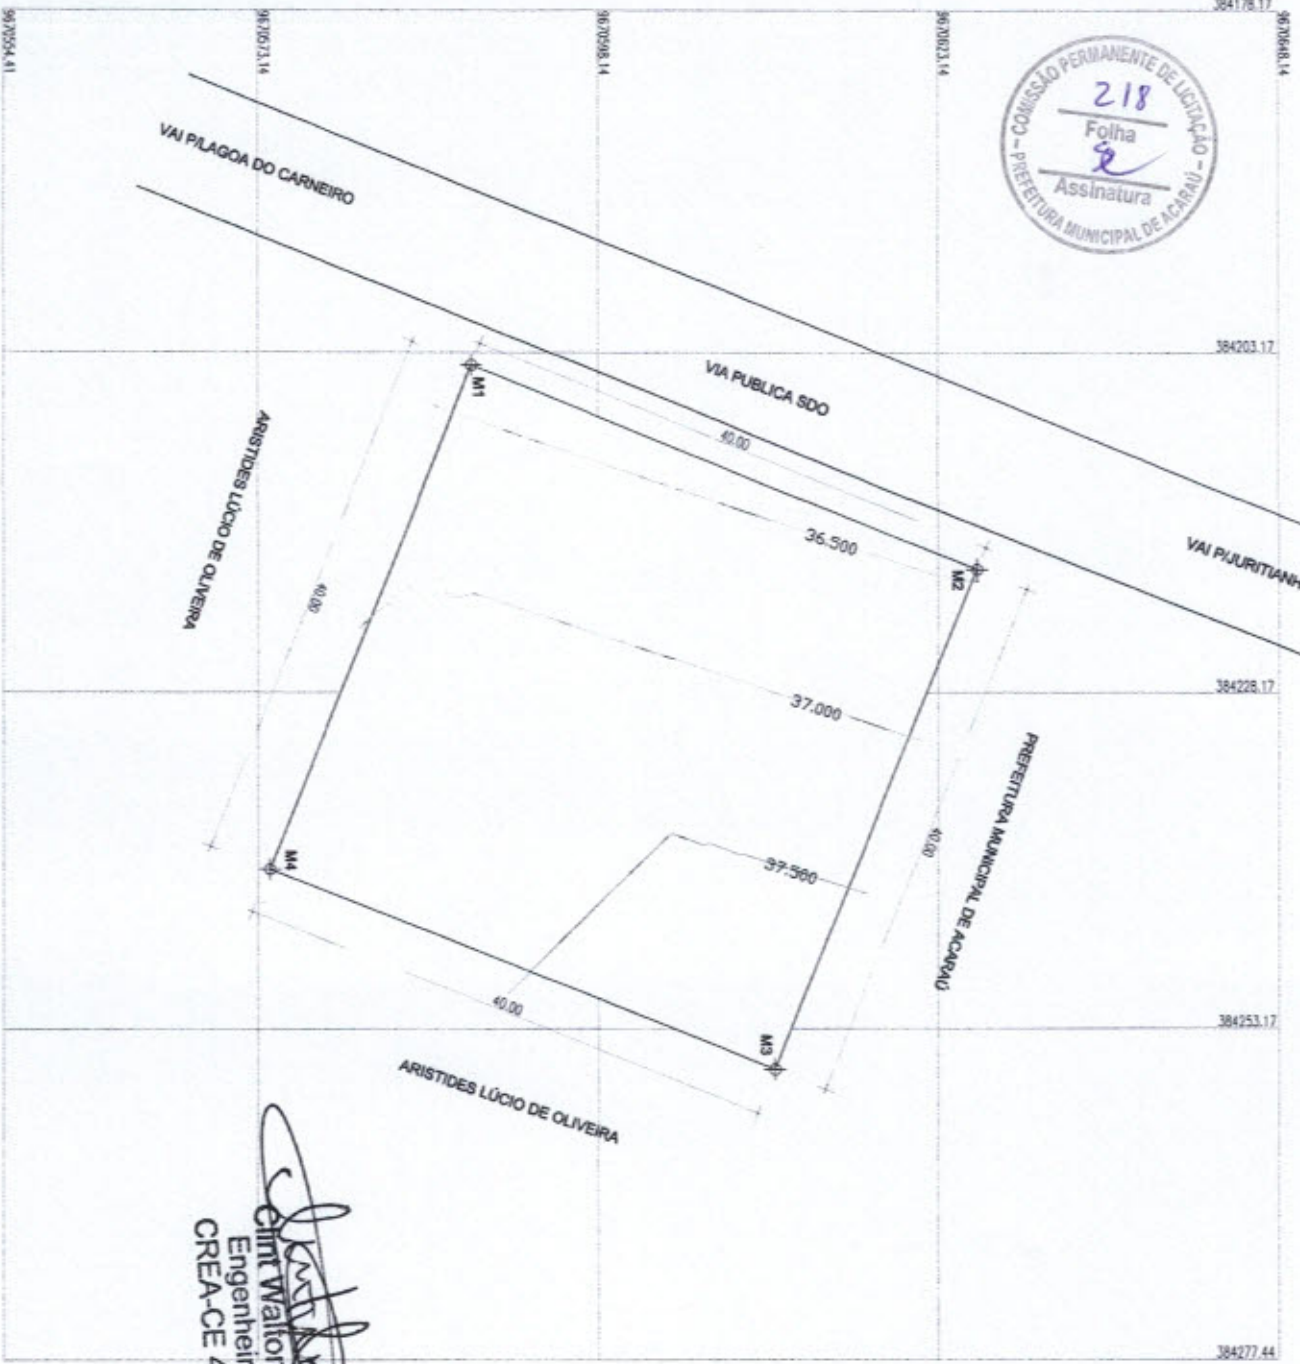 384178.17
9670554.41
9670573.14
9670598.14
9670623.14
9670648.14
COMISSÃO PERMANENTE DE LICITAÇÃO
218
Folha
Assinatura
PREFEITURA MUNICIPAL DE ACARAÚ
VAI P/LAGOA DO CARNEIRO
VIA PUBLICA SDO
VAI P/JURITIANH
384203.17
M1
40.00
36.500
M2
ARISTIDES LÚCIO DE OLIVEIRA
40.00
37.000
384228.17
PREFEITURA MUNICIPAL DE ACARAÚ
40.00
37.500
M4
40.00
M3
384253.17
ARISTIDES LÚCIO DE OLIVEIRA
Clint Walton
Engenheir
CREA-CE
384277.44